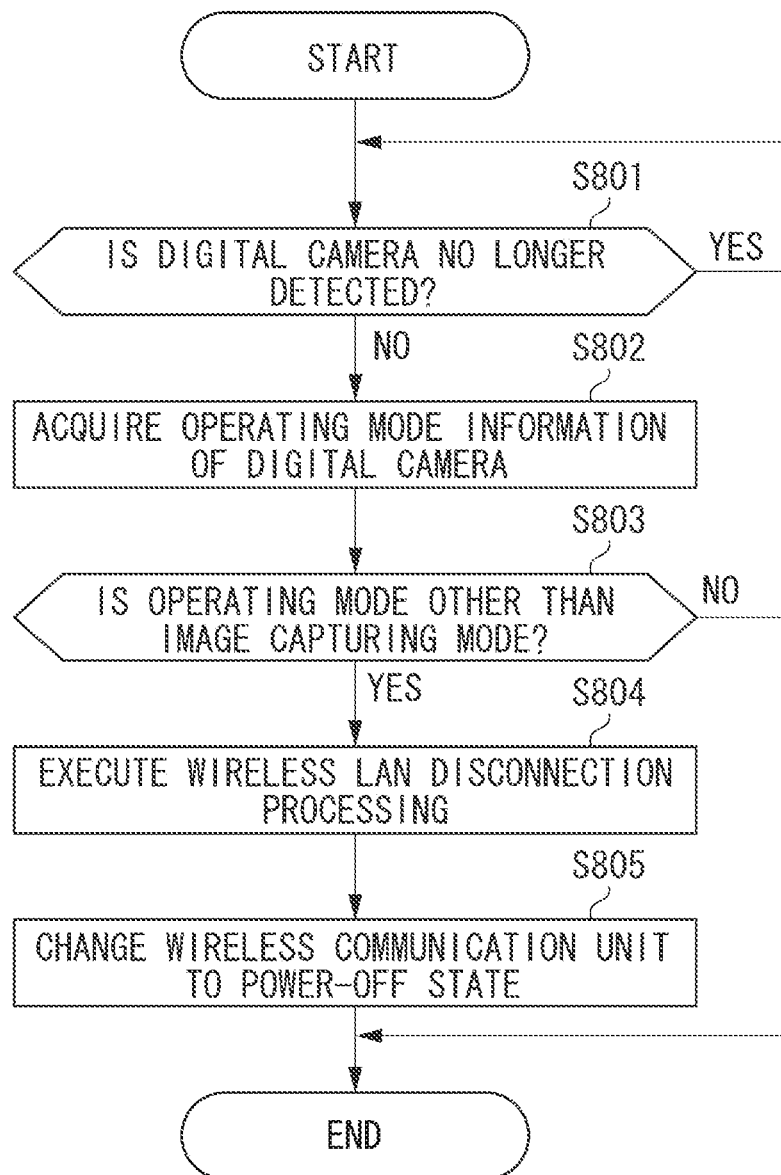 START
S801
IS DIGITAL CAMERA NO LONGER
DETECTED?
YES
NO
S802
ACQUIRE OPERATING MODE INFORMATION
OF DIGITAL CAMERA
S803
IS OPERATING MODE OTHER THAN
IMAGE CAPTURING MODE?
NO
YES
S804
EXECUTE WIRELESS LAN DISCONNECTION
PROCESSING
S805
CHANGE WIRELESS COMMUNICATION UNIT
TO POWER-OFF STATE
END